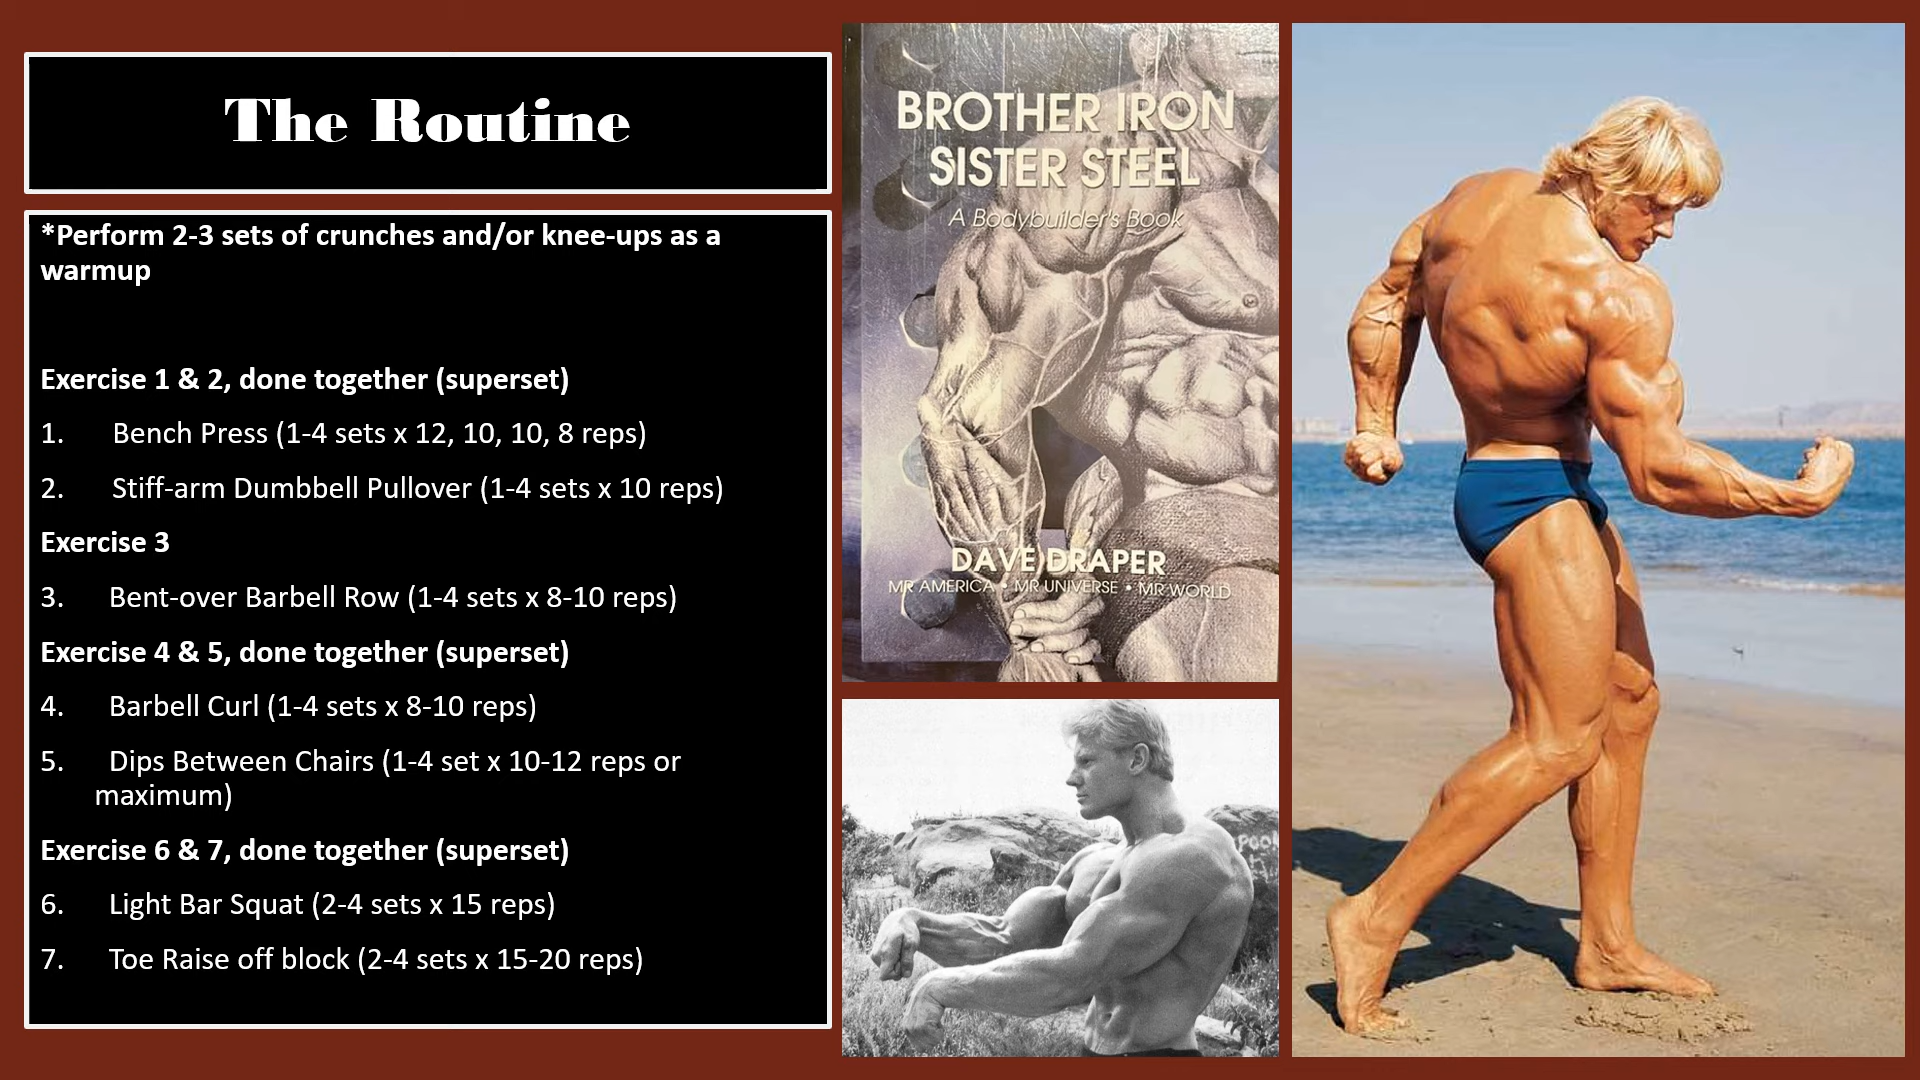 The Routine
*Perform 2-3 sets of crunches and/or knee-ups as a
warmup
Exercise 1 & 2, done together (superset)
1. Bench Press (1-4 sets x 12, 10, 10, 8 reps)
2. Stiff-arm Dumbbell Pullover (1-4 sets x 10 reps)
Exercise 3
3. Bent-over Barbell Row (1-4 sets x 8-10 reps)
Exercise 4 & 5, done together (superset)
4. Barbell Curl (1-4 sets x 8-10 reps)
5. Dips Between Chairs (1-4 set x 10-12 reps or
maximum)
Exercise 6 & 7, done together (superset)
6. Light Bar Squat (2-4 sets x 15 reps)
7. Toe Raise off block (2-4 sets x 15-20 reps)
BROTHER IRON
SISTER STEEL
A Bodybuilder's Book
DAVE DRAPER
MR AMERICA • MR UNIVERSE • MR WORLD